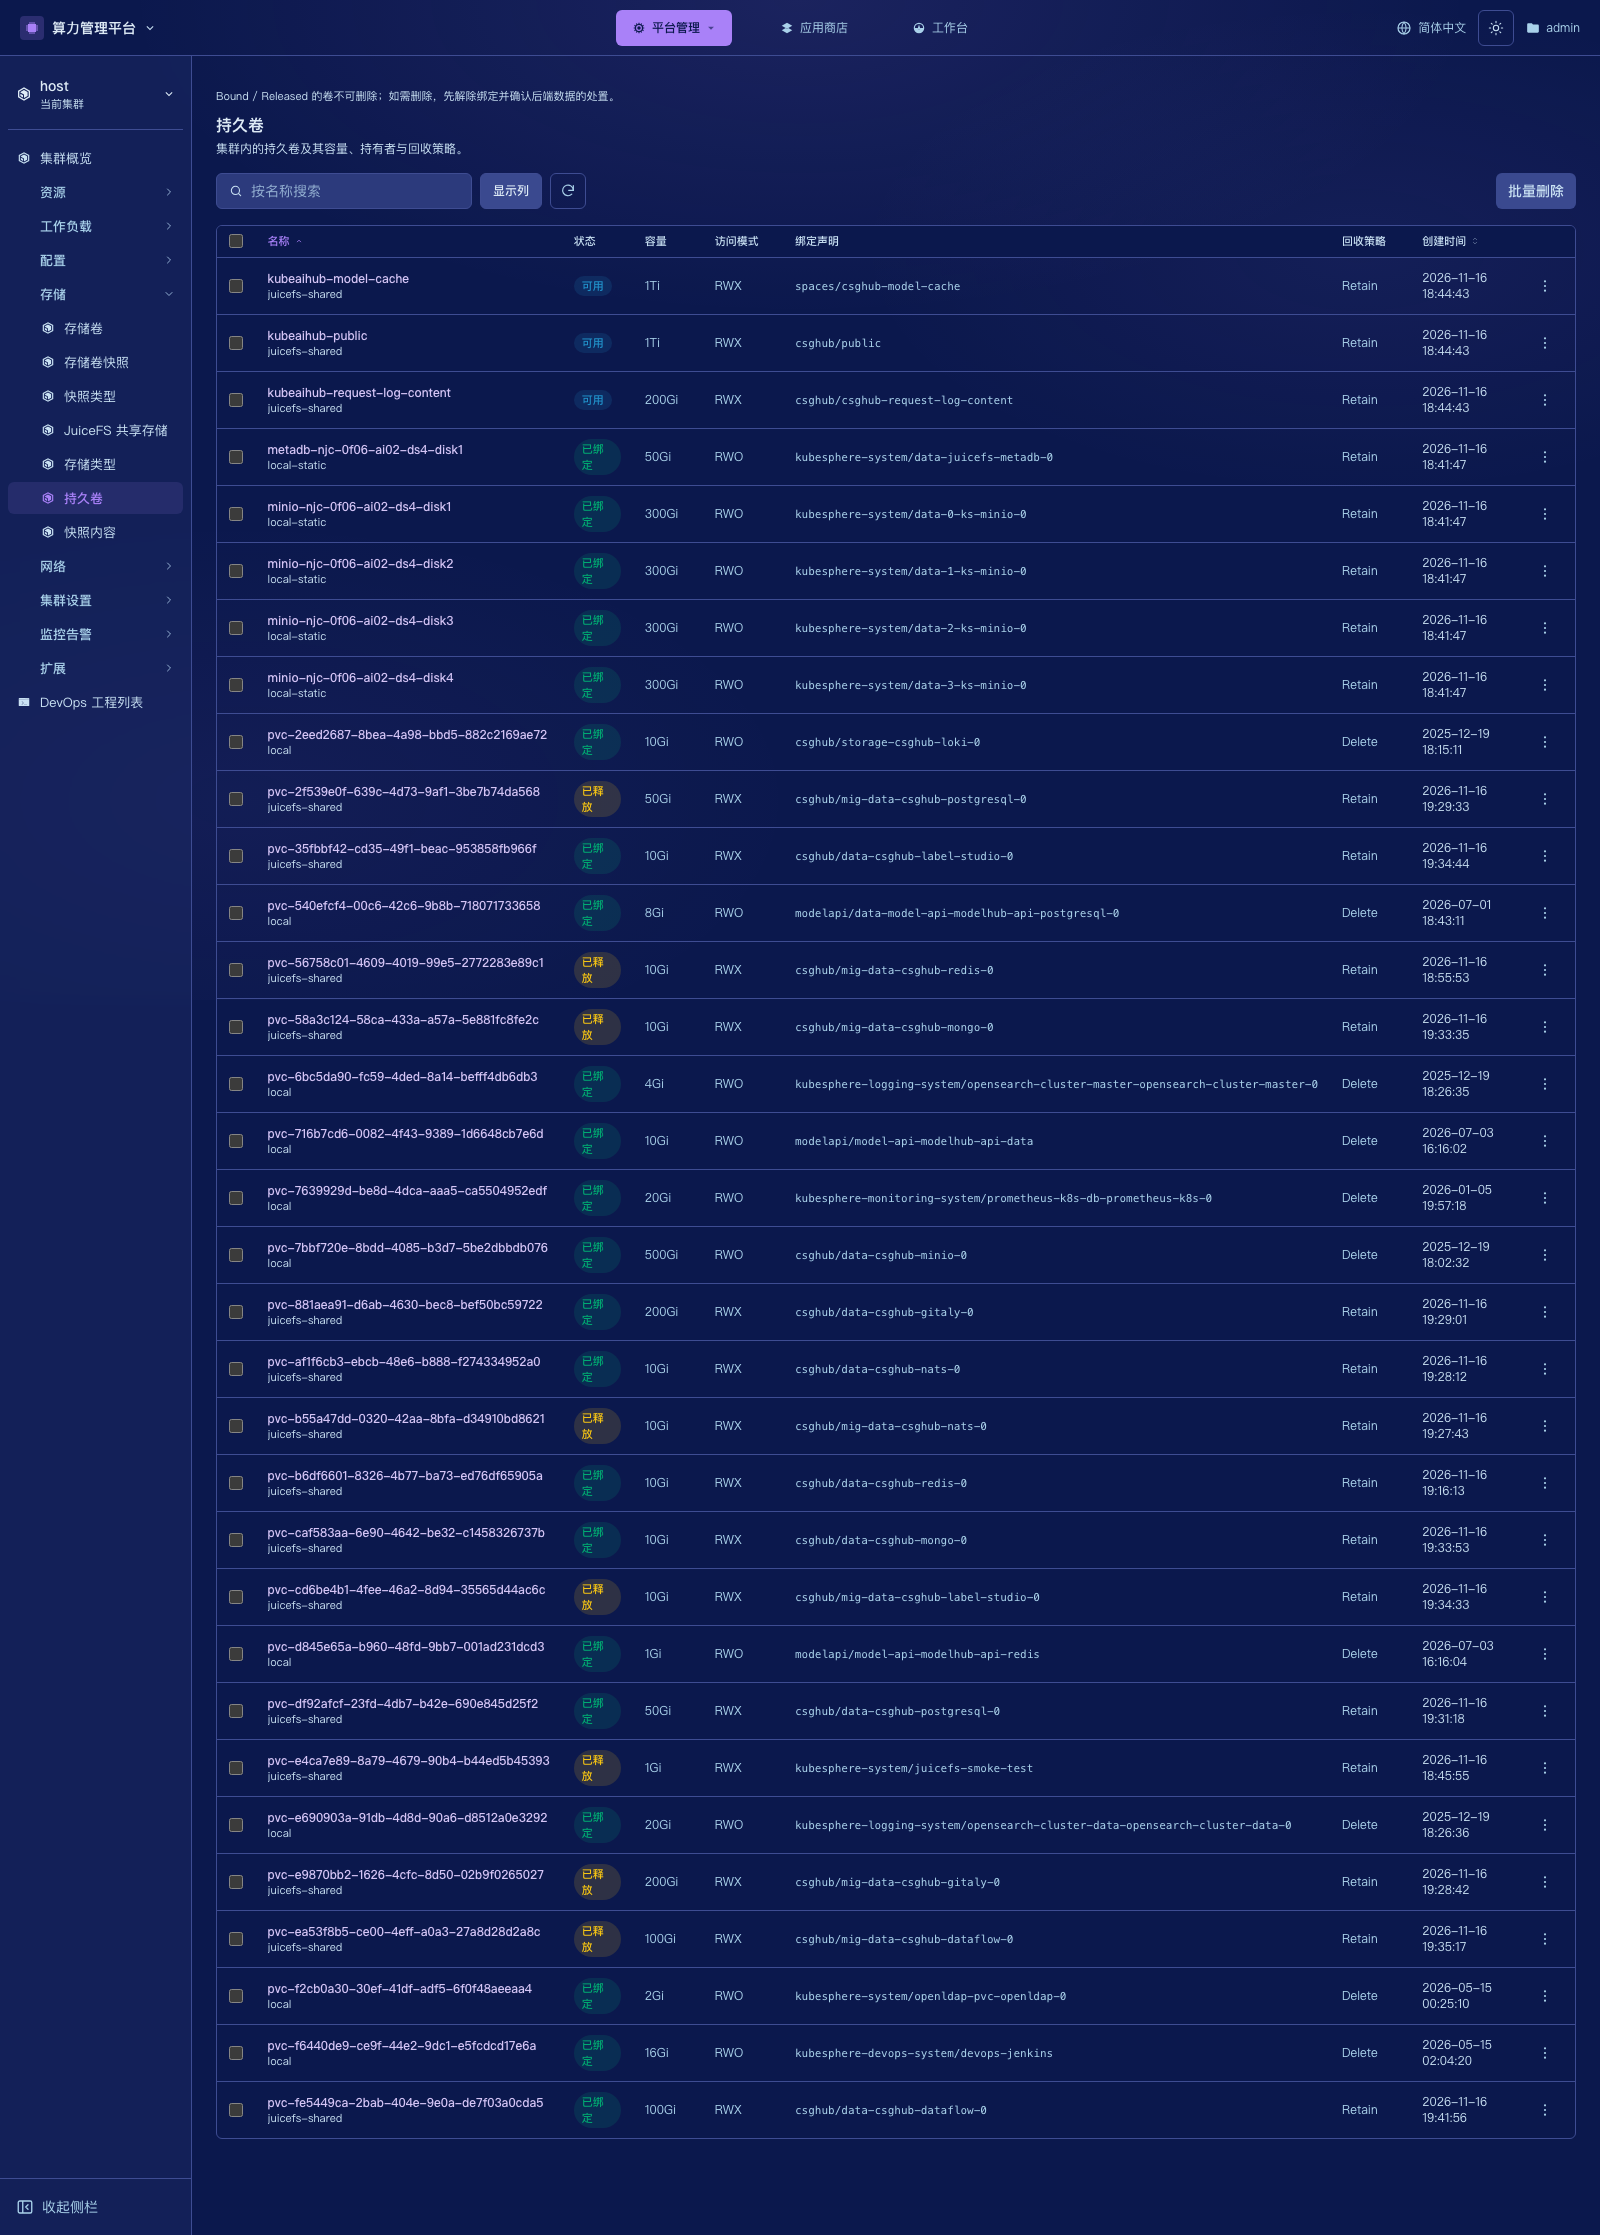 算力管理平台
平台管理
应用商店
工作台
简体中文
admin
host
当前集群
集群概览
资源
工作负载
配置
存储
存储卷
存储卷快照
快照类型
JuiceFS 共享存储
存储类型
持久卷
快照内容
网络
集群设置
监控告警
扩展
DevOps 工程列表
收起侧栏
Bound / Released 的卷不可删除；如需删除，先解除绑定并确认后端数据的处置。
持久卷
集群内的持久卷及其容量、持有者与回收策略。
按名称搜索
显示列
批量删除
名称 状态 容量 访问模式 绑定声明 回收策略 创建时间
kubeaihub-model-cache juicefs-shared 可用 1Ti RWX spaces/csghub-model-cache Retain 2026-11-16 18:44:43
kubeaihub-public juicefs-shared 可用 1Ti RWX csghub/public Retain 2026-11-16 18:44:43
kubeaihub-request-log-content juicefs-shared 可用 200Gi RWX csghub/csghub-request-log-content Retain 2026-11-16 18:44:43
metadb-njc-0f06-ai02-ds4-disk1 local-static 已绑定 50Gi RWO kubesphere-system/data-juicefs-metadb-0 Retain 2026-11-16 18:41:47
minio-njc-0f06-ai02-ds4-disk1 local-static 已绑定 300Gi RWO kubesphere-system/data-0-ks-minio-0 Retain 2026-11-16 18:41:47
minio-njc-0f06-ai02-ds4-disk2 local-static 已绑定 300Gi RWO kubesphere-system/data-1-ks-minio-0 Retain 2026-11-16 18:41:47
minio-njc-0f06-ai02-ds4-disk3 local-static 已绑定 300Gi RWO kubesphere-system/data-2-ks-minio-0 Retain 2026-11-16 18:41:47
minio-njc-0f06-ai02-ds4-disk4 local-static 已绑定 300Gi RWO kubesphere-system/data-3-ks-minio-0 Retain 2026-11-16 18:41:47
pvc-2eed2687-8bea-4a98-bbd5-882c2169ae72 local 已绑定 10Gi RWO csghub/storage-csghub-loki-0 Delete 2025-12-19 18:15:11
pvc-2f539e0f-639c-4d73-9af1-3be7b74da568 juicefs-shared 已释放 50Gi RWX csghub/mig-data-csghub-postgresql-0 Retain 2026-11-16 19:29:33
pvc-35fbbf42-cd35-49f1-beac-953858fb966f juicefs-shared 已绑定 10Gi RWX csghub/data-csghub-label-studio-0 Retain 2026-11-16 19:34:44
pvc-540efcf4-00c6-42c6-9b8b-718071733658 local 已绑定 8Gi RWO modelapi/data-model-api-modelhub-api-postgresql-0 Delete 2026-07-01 18:43:11
pvc-56758c01-4609-4019-99e5-2772283e89c1 juicefs-shared 已释放 10Gi RWX csghub/mig-data-csghub-redis-0 Retain 2026-11-16 18:55:53
pvc-58a3c124-58ca-433a-a57a-5e881fc8fe2c juicefs-shared 已释放 10Gi RWX csghub/mig-data-csghub-mongo-0 Retain 2026-11-16 19:33:35
pvc-6bc5da90-fc59-4ded-8a14-befff4db6db3 local 已绑定 4Gi RWO kubesphere-logging-system/opensearch-cluster-master-opensearch-cluster-master-0 Delete 2025-12-19 18:26:35
pvc-716b7cd6-0082-4f43-9389-1d6648cb7e6d local 已绑定 10Gi RWO modelapi/model-api-modelhub-api-data Delete 2026-07-03 16:16:02
pvc-7639929d-be8d-4dca-aaa5-ca5504952edf local 已绑定 20Gi RWO kubesphere-monitoring-system/prometheus-k8s-db-prometheus-k8s-0 Delete 2026-01-05 19:57:18
pvc-7bbf720e-8bdd-4085-b3d7-5be2dbbdb076 local 已绑定 500Gi RWO csghub/data-csghub-minio-0 Delete 2025-12-19 18:02:32
pvc-881aea91-d6ab-4630-bec8-bef50bc59722 juicefs-shared 已绑定 200Gi RWX csghub/data-csghub-gitaly-0 Retain 2026-11-16 19:29:01
pvc-af1f6cb3-ebcb-48e6-b888-f274334952a0 juicefs-shared 已绑定 10Gi RWX csghub/data-csghub-nats-0 Retain 2026-11-16 19:28:12
pvc-b55a47dd-0320-42aa-8bfa-d34910bd8621 juicefs-shared 已释放 10Gi RWX csghub/mig-data-csghub-nats-0 Retain 2026-11-16 19:27:43
pvc-b6df6601-8326-4b77-ba73-ed76df65905a juicefs-shared 已绑定 10Gi RWX csghub/data-csghub-redis-0 Retain 2026-11-16 19:16:13
pvc-caf583aa-6e90-4642-be32-c1458326737b juicefs-shared 已绑定 10Gi RWX csghub/data-csghub-mongo-0 Retain 2026-11-16 19:33:53
pvc-cd6be4b1-4fee-46a2-8d94-35565d44ac6c juicefs-shared 已释放 10Gi RWX csghub/mig-data-csghub-label-studio-0 Retain 2026-11-16 19:34:33
pvc-d845e65a-b960-48fd-9bb7-001ad231dcd3 local 已绑定 1Gi RWO modelapi/model-api-modelhub-api-redis Delete 2026-07-03 16:16:04
pvc-df92afcf-23fd-4db7-b42e-690e845d25f2 juicefs-shared 已绑定 50Gi RWX csghub/data-csghub-postgresql-0 Retain 2026-11-16 19:31:18
pvc-e4ca7e89-8a79-4679-90b4-b44ed5b45393 juicefs-shared 已释放 1Gi RWX kubesphere-system/juicefs-smoke-test Retain 2026-11-16 18:45:55
pvc-e690903a-91db-4d8d-90a6-d8512a0e3292 local 已绑定 20Gi RWO kubesphere-logging-system/opensearch-cluster-data-opensearch-cluster-data-0 Delete 2025-12-19 18:26:36
pvc-e9870bb2-1626-4cfc-8d50-02b9f0265027 juicefs-shared 已释放 200Gi RWX csghub/mig-data-csghub-gitaly-0 Retain 2026-11-16 19:28:42
pvc-ea53f8b5-ce00-4eff-a0a3-27a8d28d2a8c juicefs-shared 已释放 100Gi RWX csghub/mig-data-csghub-dataflow-0 Retain 2026-11-16 19:35:17
pvc-f2cb0a30-30ef-41df-adf5-6f0f48aeeaa4 local 已绑定 2Gi RWO kubesphere-system/openldap-pvc-openldap-0 Delete 2026-05-15 00:25:10
pvc-f6440de9-ce9f-44e2-9dc1-e5fcdcd17e6a local 已绑定 16Gi RWO kubesphere-devops-system/devops-jenkins Delete 2026-05-15 02:04:20
pvc-fe5449ca-2bab-404e-9e0a-de7f03a0cda5 juicefs-shared 已绑定 100Gi RWX csghub/data-csghub-dataflow-0 Retain 2026-11-16 19:41:56